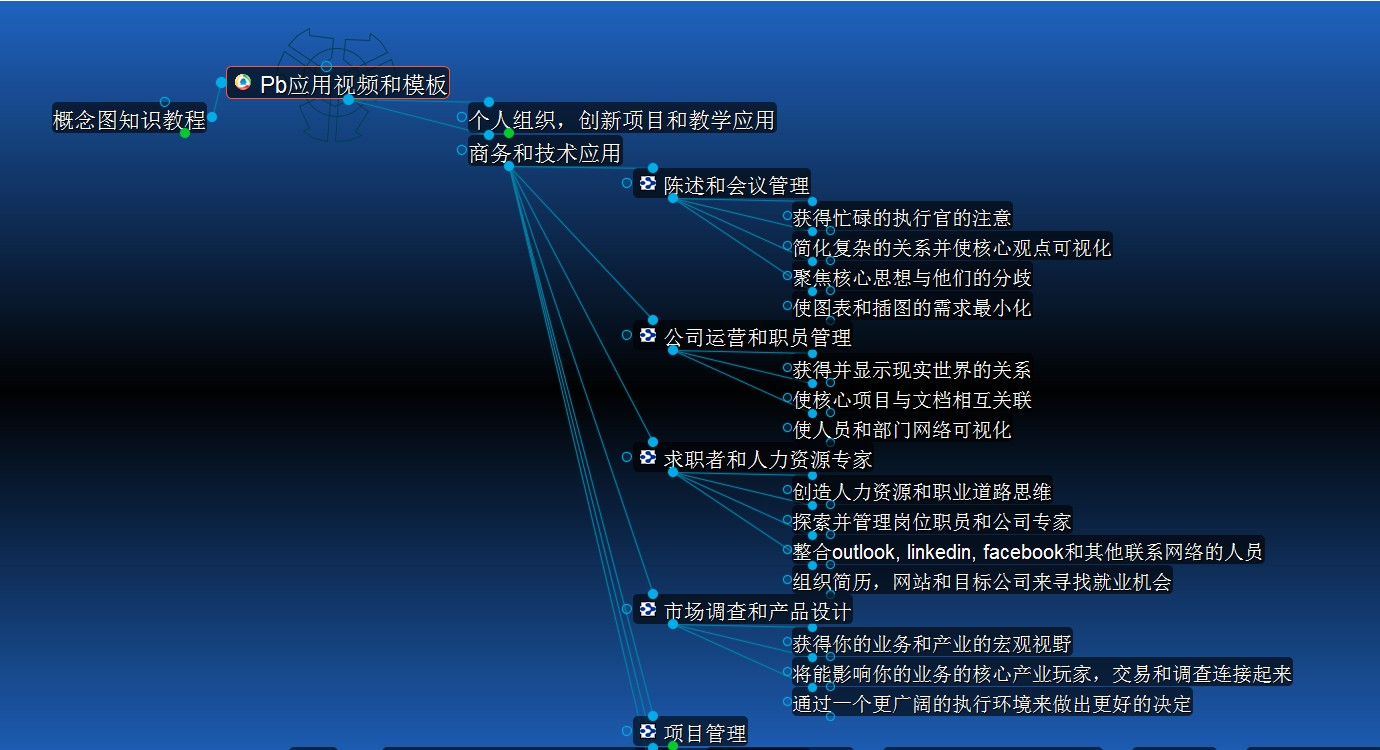 Pb应用视频和模板
概念图知识教程
个人组织，创新项目和教学应用
商务和技术应用
陈述和会议管理
获得忙碌的执行官的注意
简化复杂的关系并使核心观点可视化
聚焦核心思想与他们的分歧
使图表和插图的需求最小化
公司运营和职员管理
获得并显示现实世界的关系
使核心项目与文档相互关联
使人员和部门网络可视化
求职者和人力资源专家
创造人力资源和职业道路思维
探索并管理岗位职员和公司专家
整合outlook, linkedin, facebook和其他联系网络的人员
组织简历，网站和目标公司来寻找就业机会
市场调查和产品设计
获得你的业务和产业的宏观视野
将能影响你的业务的核心产业玩家，交易和调查连接起来
通过一个更广阔的执行环境来做出更好的决定
项目管理